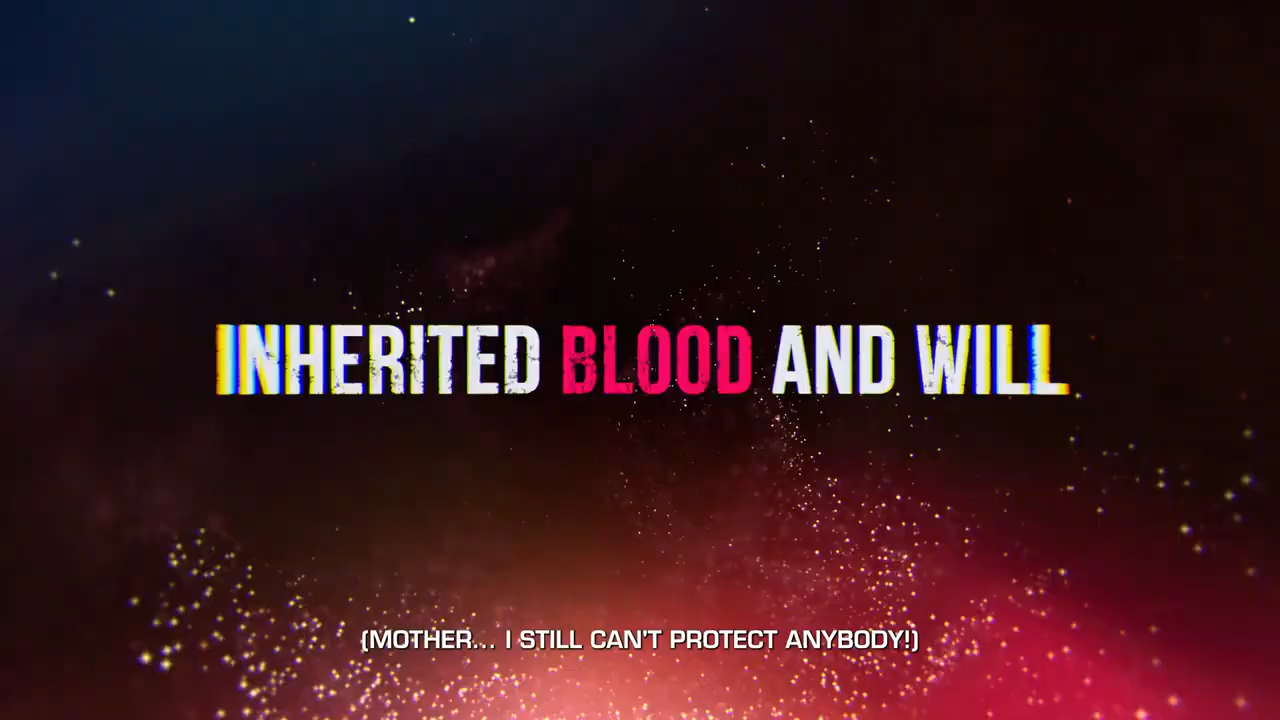 INHERITED BLOOD AND WILL
(MOTHER... I STILL CAN'T PROTECT ANYBODY!)